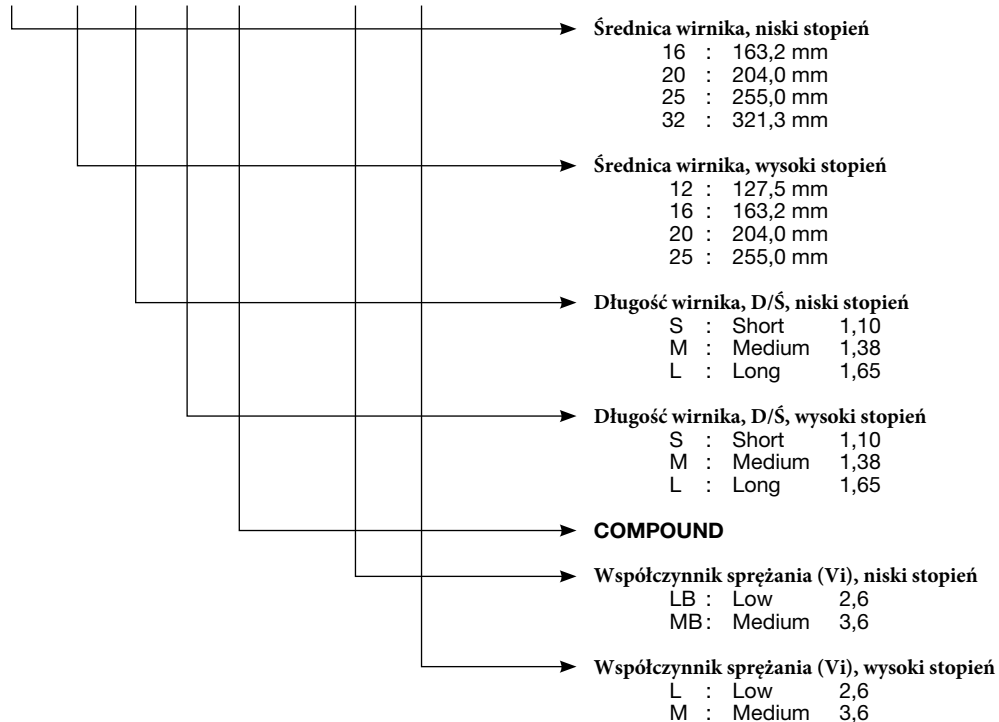 Średnica wirnika, niski stopień
16 : 163,2 mm
20 : 204,0 mm
25 : 255,0 mm
32 : 321,3 mm
Średnica wirnika, wysoki stopień
12 : 127,5 mm
16 : 163,2 mm
20 : 204,0 mm
25 : 255,0 mm
Długość wirnika, D/Ś, niski stopień
S : Short 1,10
M : Medium 1,38
L : Long 1,65
Długość wirnika, D/Ś, wysoki stopień
S : Short 1,10
M : Medium 1,38
L : Long 1,65
COMPOUND
Współczynnik sprężania (Vi), niski stopień
LB : Low 2,6
MB : Medium 3,6
Współczynnik sprężania (Vi), wysoki stopień
L : Low 2,6
M : Medium 3,6